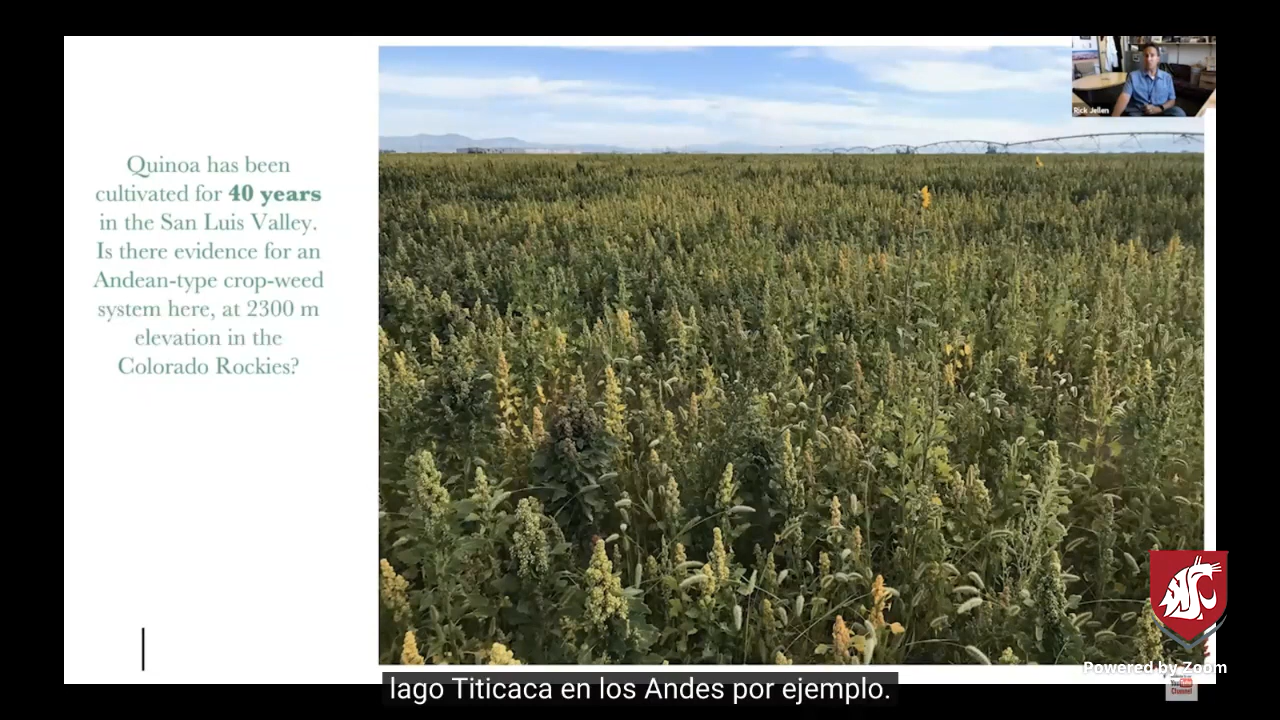 Rick Jellen
Quinoa has been
cultivated for 40 years
in the San Luis Valley.
Is there evidence for an
Andean-type crop-weed
system here, at 2300 m
elevation in the
Colorado Rockies?
Powered by Zoom
lago Titicaca en los Andes por ejemplo.
YouTube
Channel